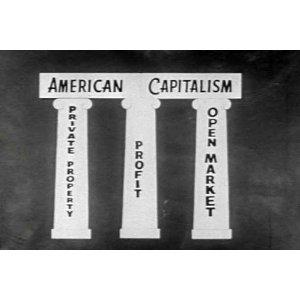 AMERICAN CAPITALISM
PRIVATE PROPERTY
PROFIT
OPEN MARKET